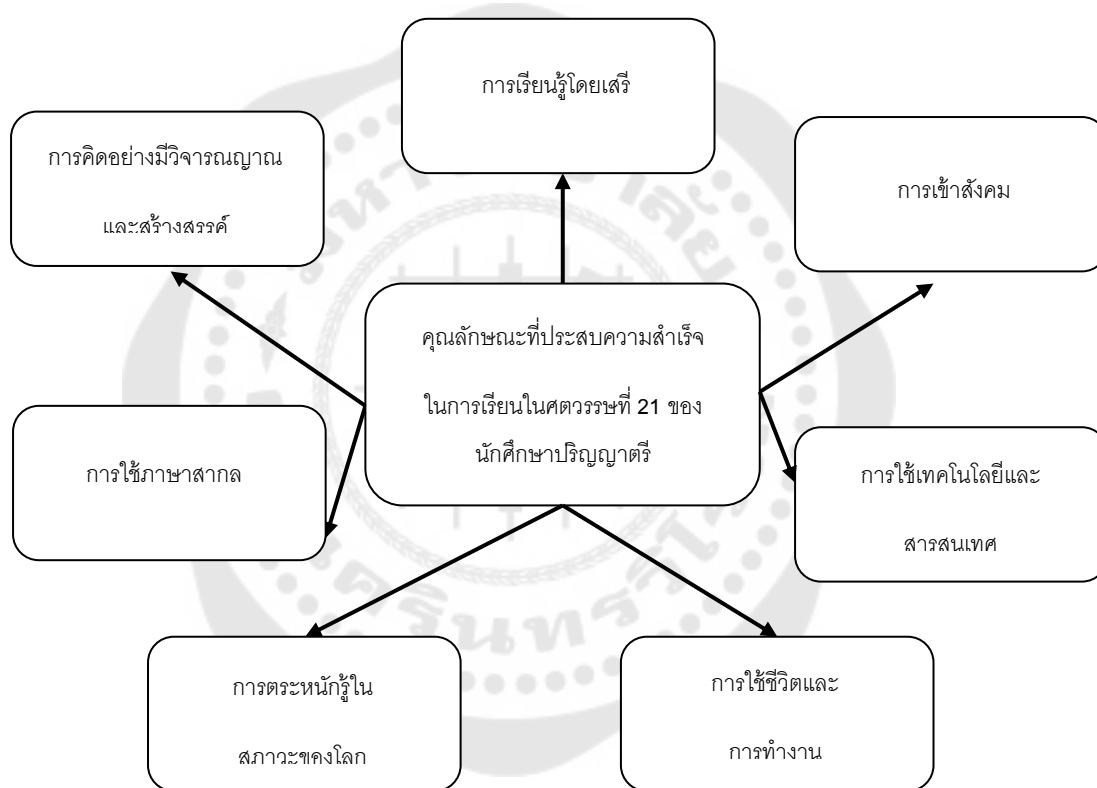 การเรียนรู้โดยเสรี
การคิดอย่างมีวิจารณญาณ
และสร้างสรรค์
การเข้าสังคม
คุณลักษณะที่ประสบความสำเร็จ
ในการเรียนในศตวรรษที่ 21 ของ
นักศึกษาปริญญาตรี
การใช้ภาษาสากล
การใช้เทคโนโลยีและ
สารสนเทศ
การตระหนักรู้ใน
สภาวะของโลก
การใช้ชีวิตและ
การทำงาน